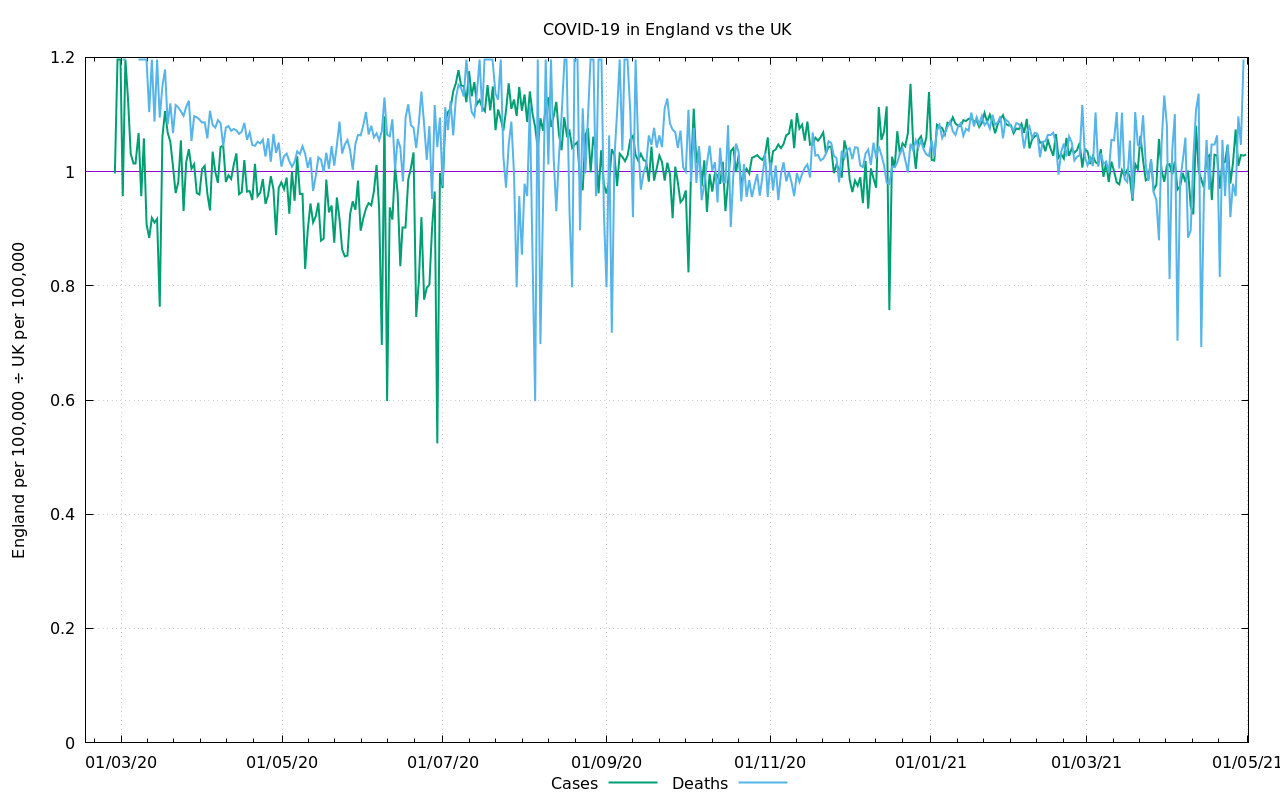 COVID-19 in England vs the UK
England per 100,000 ÷ UK per 100,000
1.2
1
0.8
0.6
0.4
0.2
0
01/03/20 01/05/20 01/07/20 01/09/20 01/11/20 01/01/21 01/03/21 01/05/21
Cases Deaths